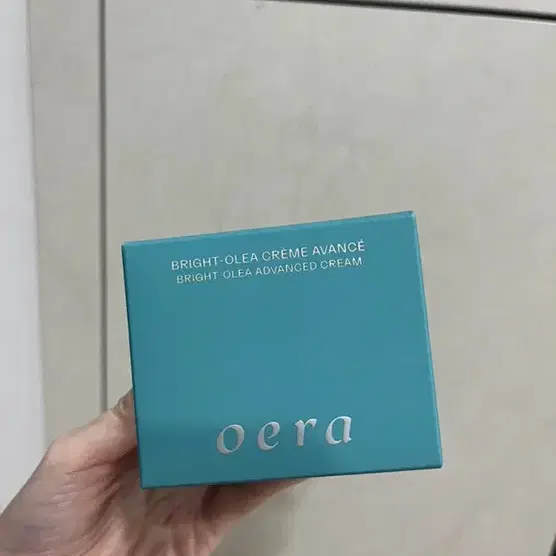 BRIGHT-OLEA CRÈME AVANCÉ
BRIGHT-OLEA ADVANCED CREAM
oera